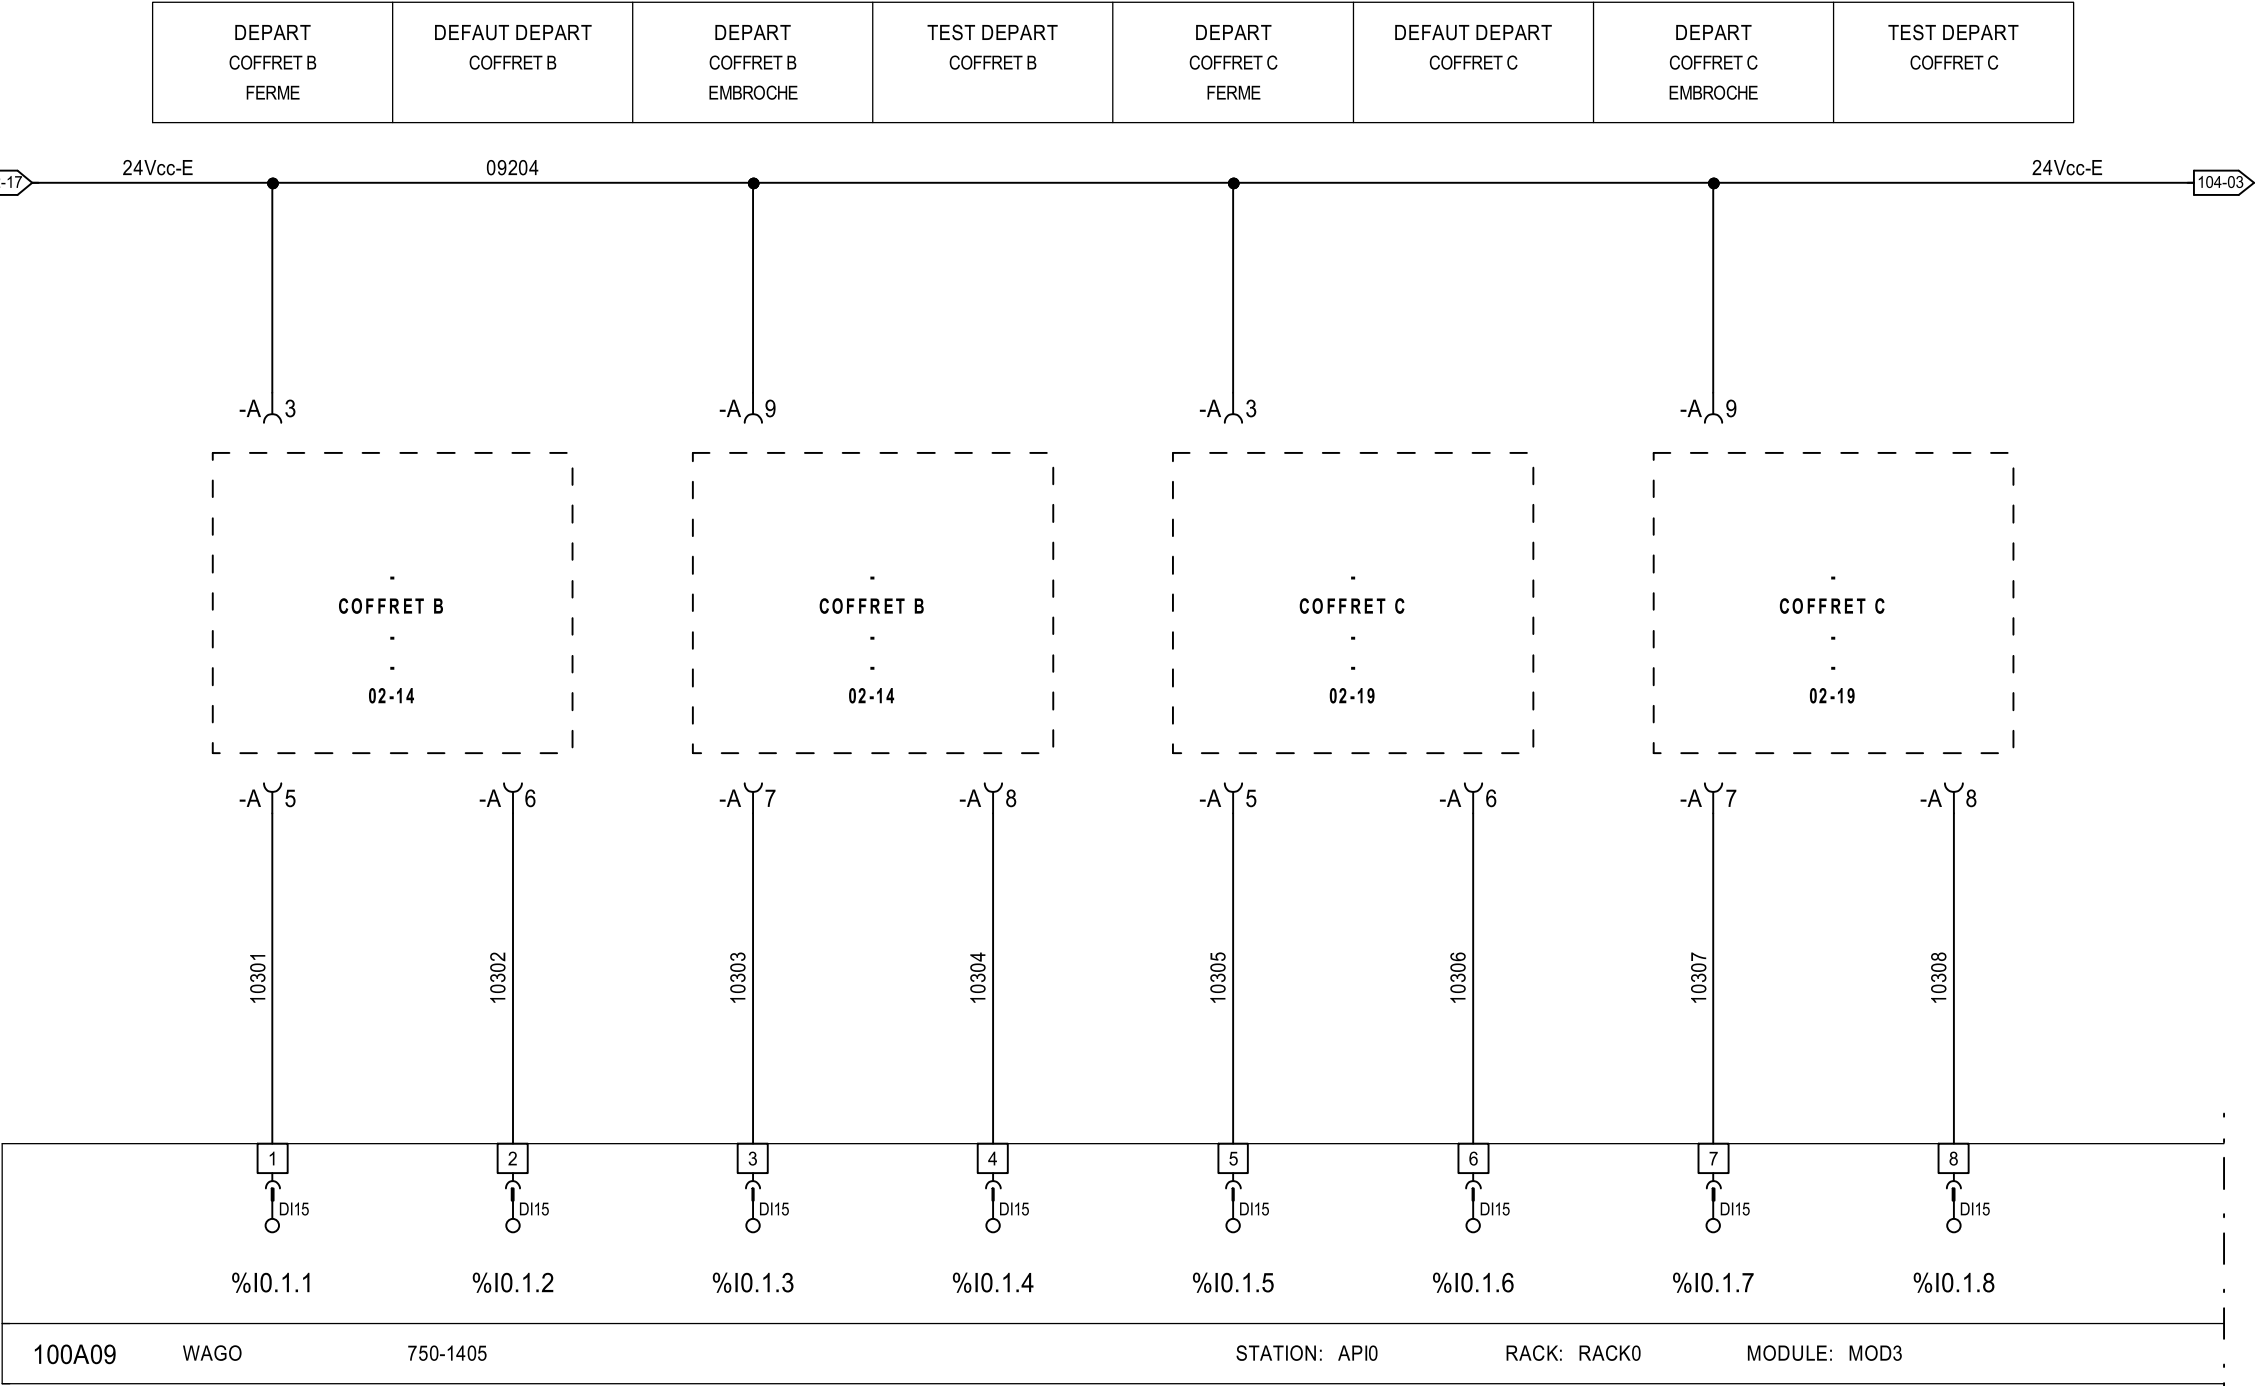 DEPART
COFFRET B
FERME
DEFAUT DEPART
COFFRET B
DEPART
COFFRET B
EMBROCHE
TEST DEPART
COFFRET B
DEPART
COFFRET C
FERME
DEFAUT DEPART
COFFRET C
DEPART
COFFRET C
EMBROCHE
TEST DEPART
COFFRET C
-17 24Vcc-E 09204 24Vcc-E 104-03
-A 3 -A 9 -A 3 -A 9
-
COFFRET B
-
-
02-14
-
COFFRET B
-
-
02-14
-
COFFRET C
-
-
02-19
-
COFFRET C
-
-
02-19
-A 5 -A 6 -A 7 -A 8 -A 5 -A 6 -A 7 -A 8
10301
10302
10303
10304
10305
10306
10307
10308
1 2 3 4 5 6 7 8
DI15 DI15 DI15 DI15 DI15 DI15 DI15 DI15
%I0.1.1 %I0.1.2 %I0.1.3 %I0.1.4 %I0.1.5 %I0.1.6 %I0.1.7 %I0.1.8
100A09 WAGO 750-1405 STATION: API0 RACK: RACK0 MODULE: MOD3